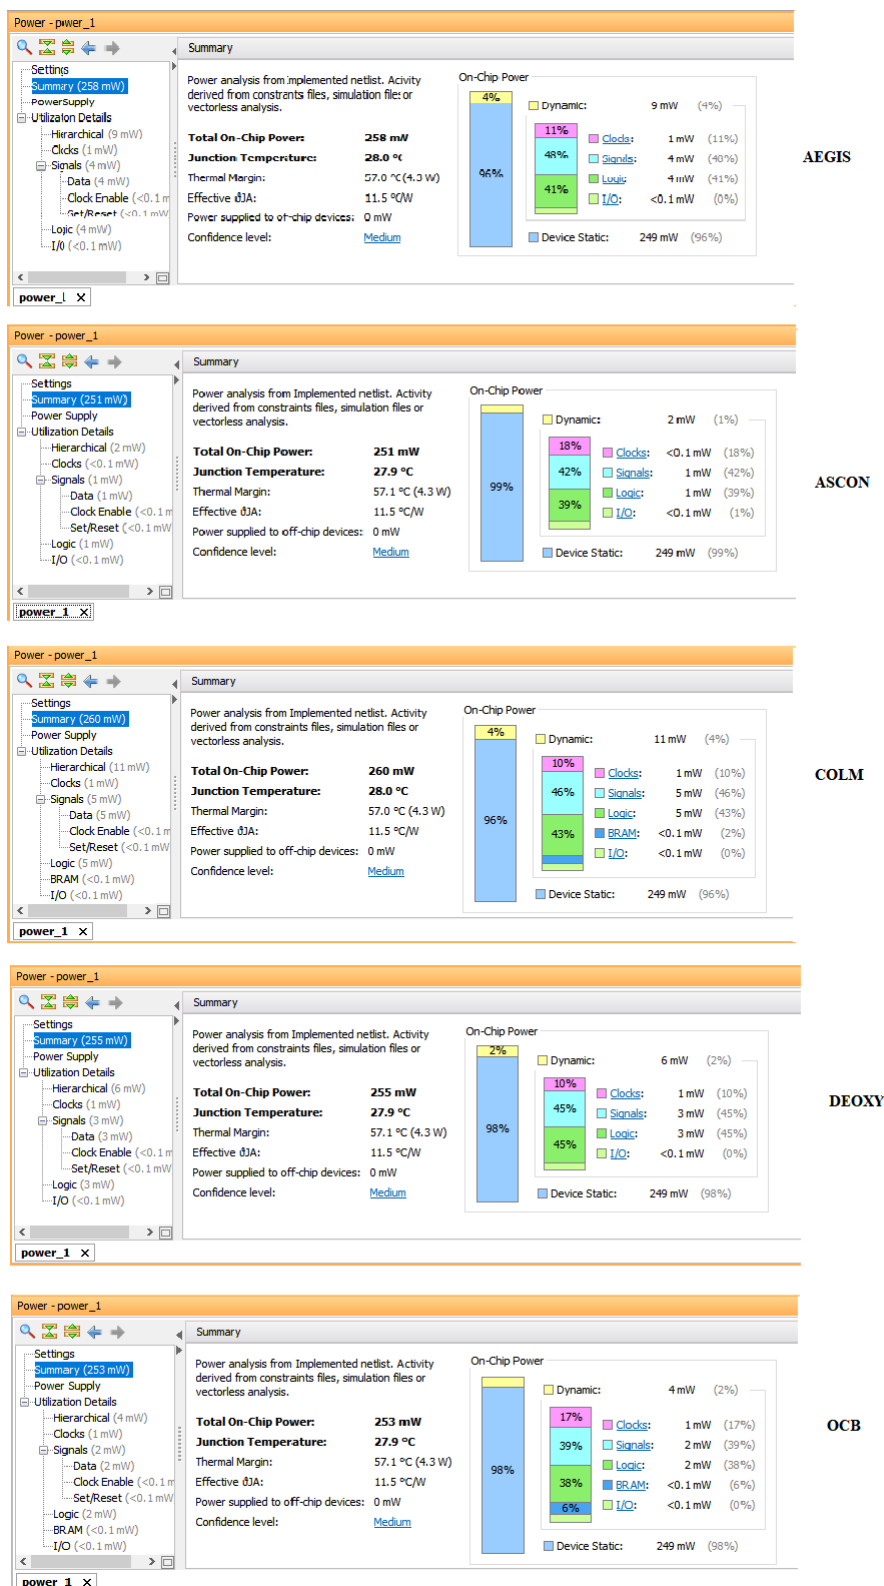 Power - power_1
Summary
Settings
Summary (258 mW)
PowerSupply
Utilization Details
Hierarchical (9 mW)
Clocks (1 mW)
Signals (4 mW)
Data (4 mW)
Clock Enable (<0.1 m
Set/Reset (<0.1 mW
Logic (4 mW)
I/O (<0.1 mW)
Power analysis from Implemented netlist. Activity
derived from constraints files, simulation files or
vectorless analysis.
Total On-Chip Power: 258 mW
Junction Temperature: 28.0 °C
Thermal Margin: 57.0 °C (4.3 W)
Effective ϑJA: 11.5 °C/W
Power supplied to off-chip devices: 0 mW
Confidence level: Medium
On-Chip Power
4%
96%
Dynamic: 9 mW (4%)
11% Clocks: 1 mW (11%)
48% Signals: 4 mW (40%)
41% Logic: 4 mW (41%)
I/O: <0.1 mW (0%)
Device Static: 249 mW (96%)
AEGIS
power_1 X
Power - power_1
Summary
Settings
Summary (251 mW)
Power Supply
Utilization Details
Hierarchical (2 mW)
Clocks (<0.1 mW)
Signals (1 mW)
Data (1 mW)
Clock Enable (<0.1 m
Set/Reset (<0.1 mW
Logic (1 mW)
I/O (<0.1 mW)
Power analysis from Implemented netlist. Activity
derived from constraints files, simulation files or
vectorless analysis.
Total On-Chip Power: 251 mW
Junction Temperature: 27.9 °C
Thermal Margin: 57.1 °C (4.3 W)
Effective ϑJA: 11.5 °C/W
Power supplied to off-chip devices: 0 mW
Confidence level: Medium
On-Chip Power
99%
Dynamic: 2 mW (1%)
18% Clocks: <0.1 mW (18%)
42% Signals: 1 mW (42%)
39% Logic: 1 mW (39%)
I/O: <0.1 mW (1%)
Device Static: 249 mW (99%)
ASCON
power_1 X
Power - power_1
Summary
Settings
Summary (260 mW)
Power Supply
Utilization Details
Hierarchical (11 mW)
Clocks (1 mW)
Signals (5 mW)
Data (5 mW)
Clock Enable (<0.1 m
Set/Reset (<0.1 mW
Logic (5 mW)
BRAM (<0.1 mW)
I/O (<0.1 mW)
Power analysis from Implemented netlist. Activity
derived from constraints files, simulation files or
vectorless analysis.
Total On-Chip Power: 260 mW
Junction Temperature: 28.0 °C
Thermal Margin: 57.0 °C (4.3 W)
Effective ϑJA: 11.5 °C/W
Power supplied to off-chip devices: 0 mW
Confidence level: Medium
On-Chip Power
4%
96%
Dynamic: 11 mW (4%)
10% Clocks: 1 mW (10%)
46% Signals: 5 mW (46%)
43% Logic: 5 mW (43%)
BRAM: <0.1 mW (2%)
I/O: <0.1 mW (0%)
Device Static: 249 mW (96%)
COLM
power_1 X
Power - power_1
Summary
Settings
Summary (255 mW)
Power Supply
Utilization Details
Hierarchical (6 mW)
Clocks (1 mW)
Signals (3 mW)
Data (3 mW)
Clock Enable (<0.1 m
Set/Reset (<0.1 mW
Logic (3 mW)
I/O (<0.1 mW)
Power analysis from Implemented netlist. Activity
derived from constraints files, simulation files or
vectorless analysis.
Total On-Chip Power: 255 mW
Junction Temperature: 27.9 °C
Thermal Margin: 57.1 °C (4.3 W)
Effective ϑJA: 11.5 °C/W
Power supplied to off-chip devices: 0 mW
Confidence level: Medium
On-Chip Power
2%
98%
Dynamic: 6 mW (2%)
10% Clocks: 1 mW (10%)
45% Signals: 3 mW (45%)
45% Logic: 3 mW (45%)
I/O: <0.1 mW (0%)
Device Static: 249 mW (98%)
DEOXY
power_1 X
Power - power_1
Summary
Settings
Summary (253 mW)
Power Supply
Utilization Details
Hierarchical (4 mW)
Clocks (1 mW)
Signals (2 mW)
Data (2 mW)
Clock Enable (<0.1 m
Set/Reset (<0.1 mW
Logic (2 mW)
BRAM (<0.1 mW)
I/O (<0.1 mW)
Power analysis from Implemented netlist. Activity
derived from constraints files, simulation files or
vectorless analysis.
Total On-Chip Power: 253 mW
Junction Temperature: 27.9 °C
Thermal Margin: 57.1 °C (4.3 W)
Effective ϑJA: 11.5 °C/W
Power supplied to off-chip devices: 0 mW
Confidence level: Medium
On-Chip Power
98%
Dynamic: 4 mW (2%)
17% Clocks: 1 mW (17%)
39% Signals: 2 mW (39%)
38% Logic: 2 mW (38%)
6% BRAM: <0.1 mW (6%)
I/O: <0.1 mW (0%)
Device Static: 249 mW (98%)
OCB
power_1 X